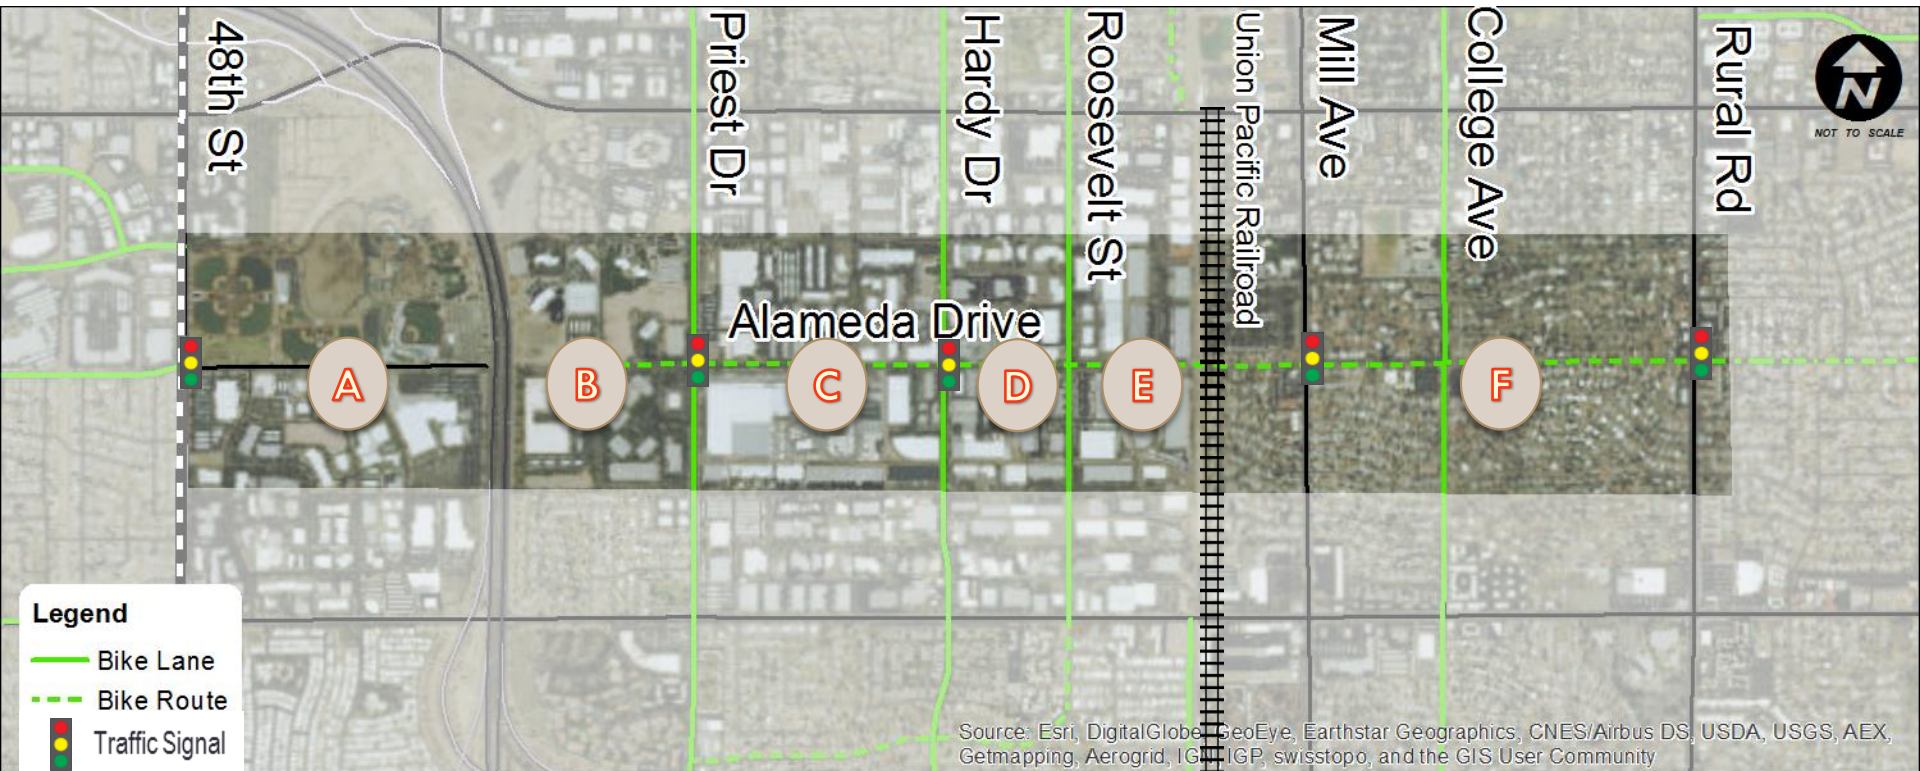 48th St
Priest Dr
Hardy Dr
Roosevelt St
Union Pacific Railroad
Mill Ave
College Ave
Rural Rd
N
NOT TO SCALE
Alameda Drive
A
B
C
D
E
F
Legend
Bike Lane
Bike Route
Traffic Signal
Source: Esri, DigitalGlobe, GeoEye, Earthstar Geographics, CNES/Airbus DS, USDA, USGS, AEX,
Getmapping, Aerogrid, IGN, IGP, swisstopo, and the GIS User Community